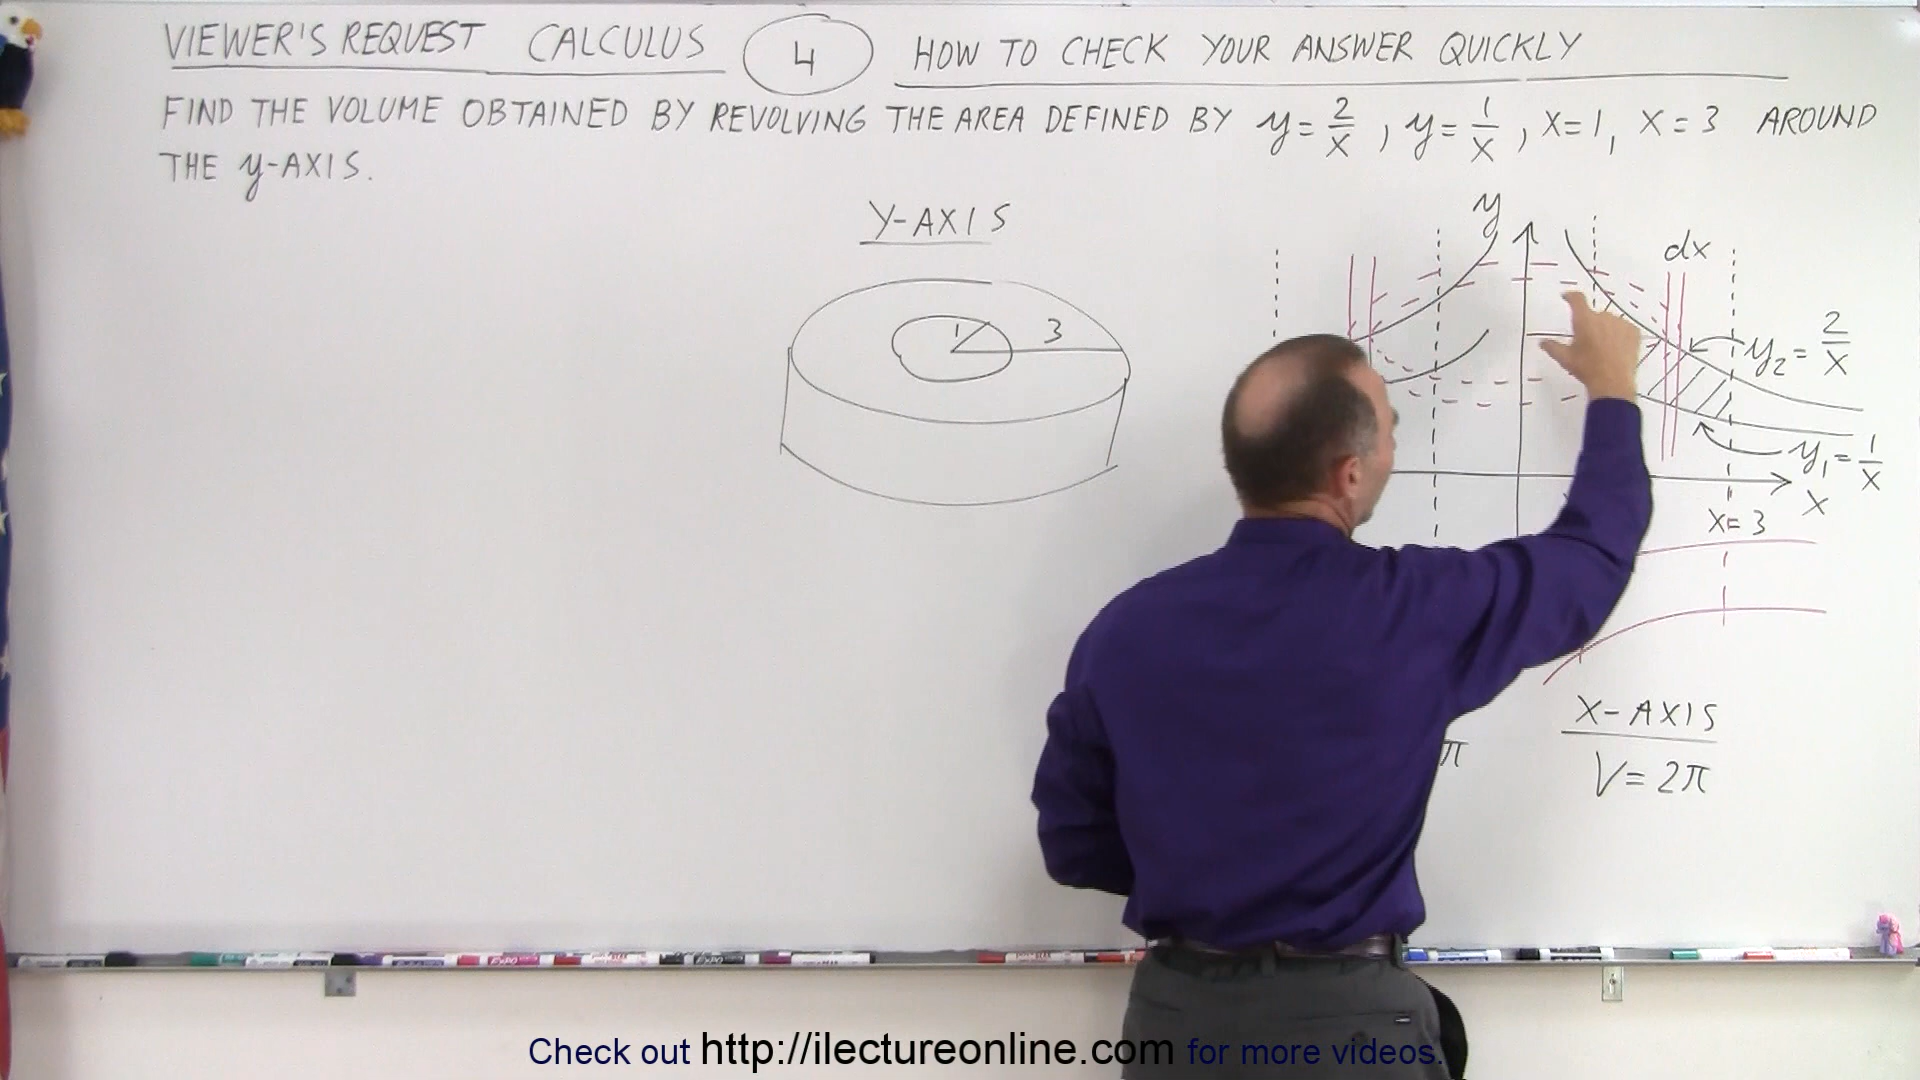 VIEWER'S REQUEST CALCULUS 4 HOW TO CHECK YOUR ANSWER QUICKLY
FIND THE VOLUME OBTAINED BY REVOLVING THE AREA DEFINED BY y = 2/x, y = 1/x, x=1, x=3 AROUND
THE y-AXIS.
Y-AXIS
1
3
y
dx
y₂ = 2/x
y₁ = 1/x
x
x=3
X-AXIS
π
V = 2π
EXPO
EXPO
Check out http://ilectureonline.com for more videos.